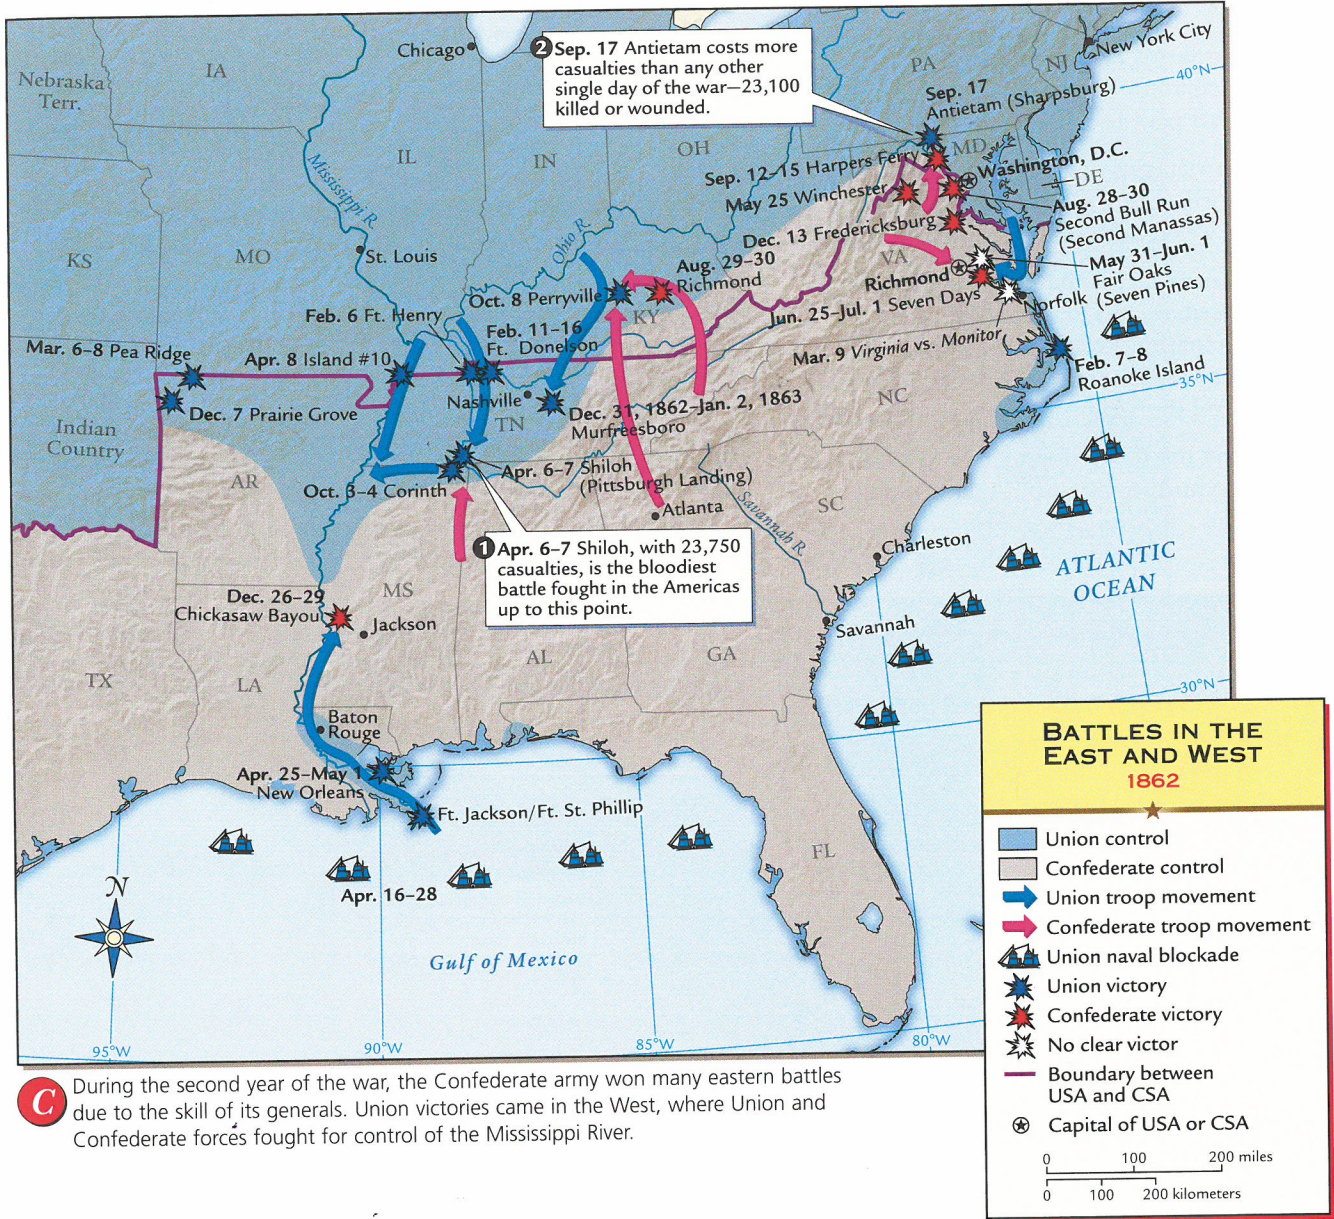 Chicago
2 Sep. 17 Antietam costs more
casualties than any other
single day of the war—23,100
killed or wounded.
New York City
Nebraska
Terr.
IA
PA
NJ
40°N
Sep. 17
Antietam (Sharpsburg)
IL
IN
OH
MD
Mississippi R.
Sep. 12–15 Harpers Ferry
Washington, D.C.
DE
May 25 Winchester
Aug. 28–30
Second Bull Run
(Second Manassas)
Dec. 13 Fredericksburg
KS
MO
St. Louis
Ohio R.
VA
May 31–Jun. 1
Fair Oaks
(Seven Pines)
Aug. 29–30
Richmond
Richmond
Oct. 8 Perryville
KY
Jun. 25–Jul. 1 Seven Days
Norfolk
Feb. 6 Ft. Henry
Feb. 11–16
Ft. Donelson
Mar. 9 Virginia vs. Monitor
Mar. 6–8 Pea Ridge
Apr. 8 Island #10
Feb. 7–8
Roanoke Island
35°N
Dec. 7 Prairie Grove
Nashville
TN
Dec. 31, 1862–Jan. 2, 1863
Murfreesboro
NC
Indian
Country
AR
Apr. 6–7 Shiloh
(Pittsburgh Landing)
Oct. 3–4 Corinth
Atlanta
Savannah R.
SC
Charleston
ATLANTIC
OCEAN
1 Apr. 6–7 Shiloh, with 23,750
casualties, is the bloodiest
battle fought in the Americas
up to this point.
MS
Dec. 26–29
Chickasaw Bayou
Jackson
Savannah
TX
LA
AL
GA
30°N
Baton
Rouge
Apr. 25–May 1
New Orleans
Ft. Jackson/Ft. St. Phillip
FL
Apr. 16–28
N
Gulf of Mexico
95°W
90°W
85°W
80°W
BATTLES IN THE
EAST AND WEST
1862
Union control
Confederate control
Union troop movement
Confederate troop movement
Union naval blockade
Union victory
Confederate victory
No clear victor
Boundary between
USA and CSA
Capital of USA or CSA
0 100 200 miles
0 100 200 kilometers
C During the second year of the war, the Confederate army won many eastern battles
due to the skill of its generals. Union victories came in the West, where Union and
Confederate forces fought for control of the Mississippi River.